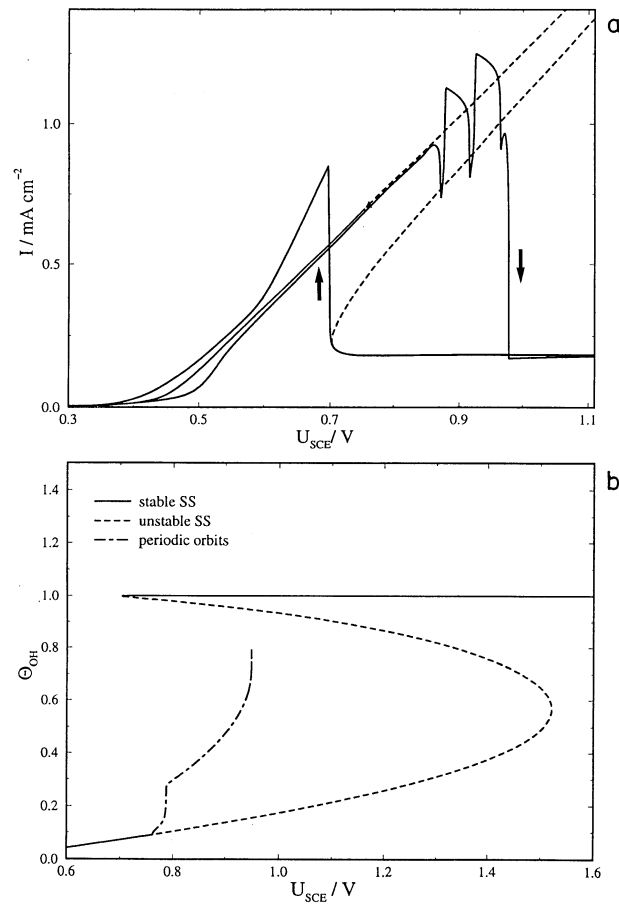 a
1.0
0.5
0.0
I / mA cm⁻²
0.3 0.5 0.7 0.9 1.1
U_SCE / V
b
stable SS
unstable SS
periodic orbits
1.4
1.2
1.0
0.8
0.6
0.4
0.2
0.0
Θ_OH
0.6 0.8 1.0 1.2 1.4 1.6
U_SCE / V